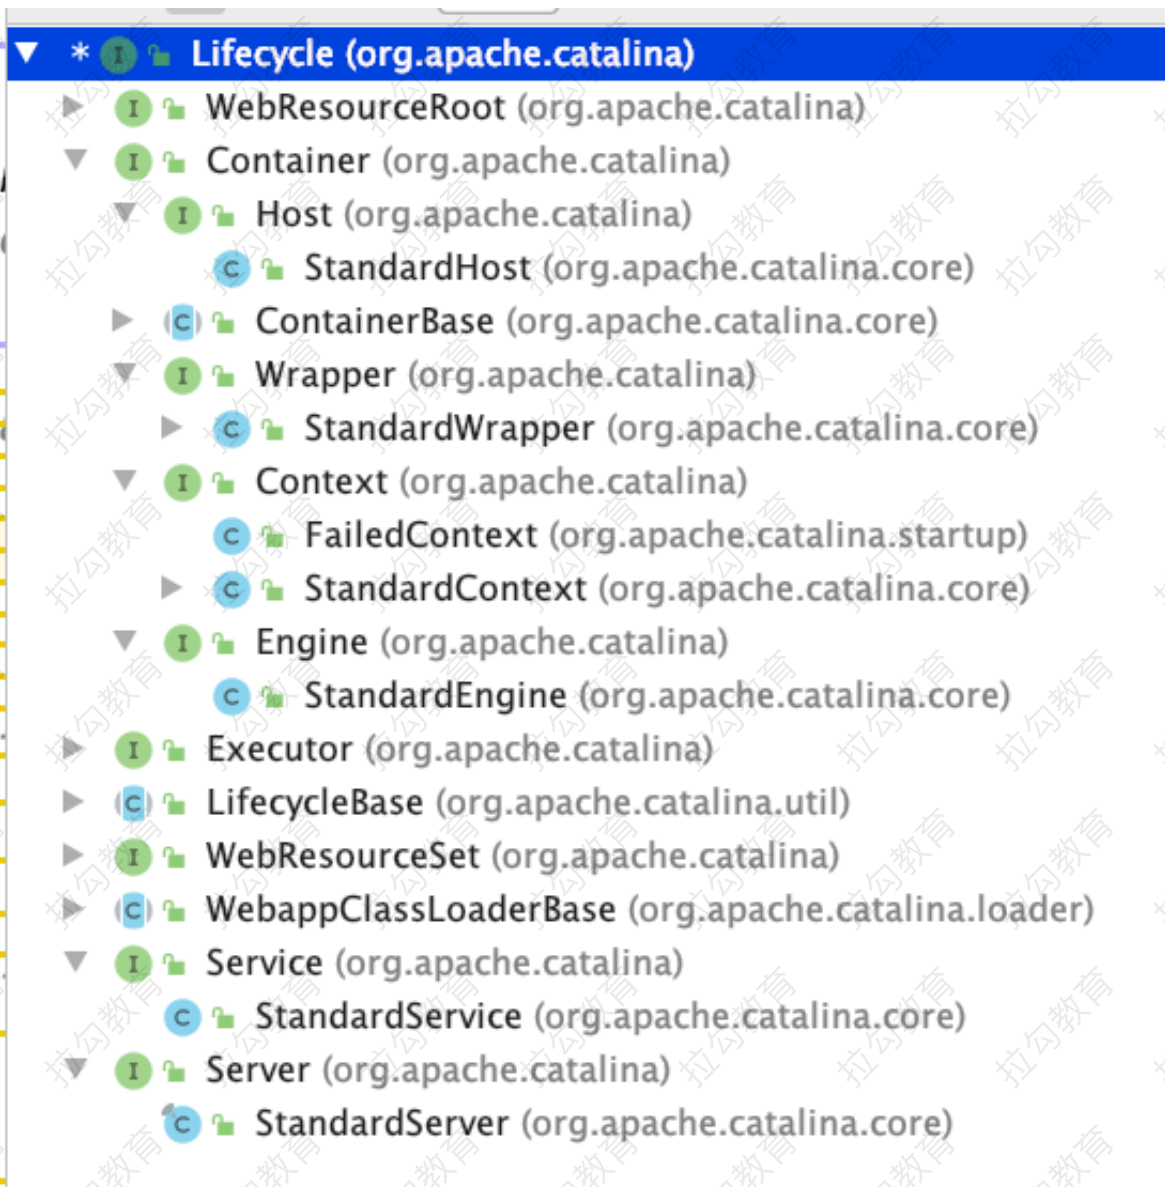 * I Lifecycle (org.apache.catalina)
I WebResourceRoot (org.apache.catalina)
I Container (org.apache.catalina)
I Host (org.apache.catalina)
C StandardHost (org.apache.catalina.core)
C ContainerBase (org.apache.catalina.core)
I Wrapper (org.apache.catalina)
C StandardWrapper (org.apache.catalina.core)
I Context (org.apache.catalina)
C FailedContext (org.apache.catalina.startup)
C StandardContext (org.apache.catalina.core)
I Engine (org.apache.catalina)
C StandardEngine (org.apache.catalina.core)
I Executor (org.apache.catalina)
C LifecycleBase (org.apache.catalina.util)
I WebResourceSet (org.apache.catalina)
C WebappClassLoaderBase (org.apache.catalina.loader)
I Service (org.apache.catalina)
C StandardService (org.apache.catalina.core)
I Server (org.apache.catalina)
C StandardServer (org.apache.catalina.core)
拉勾教育